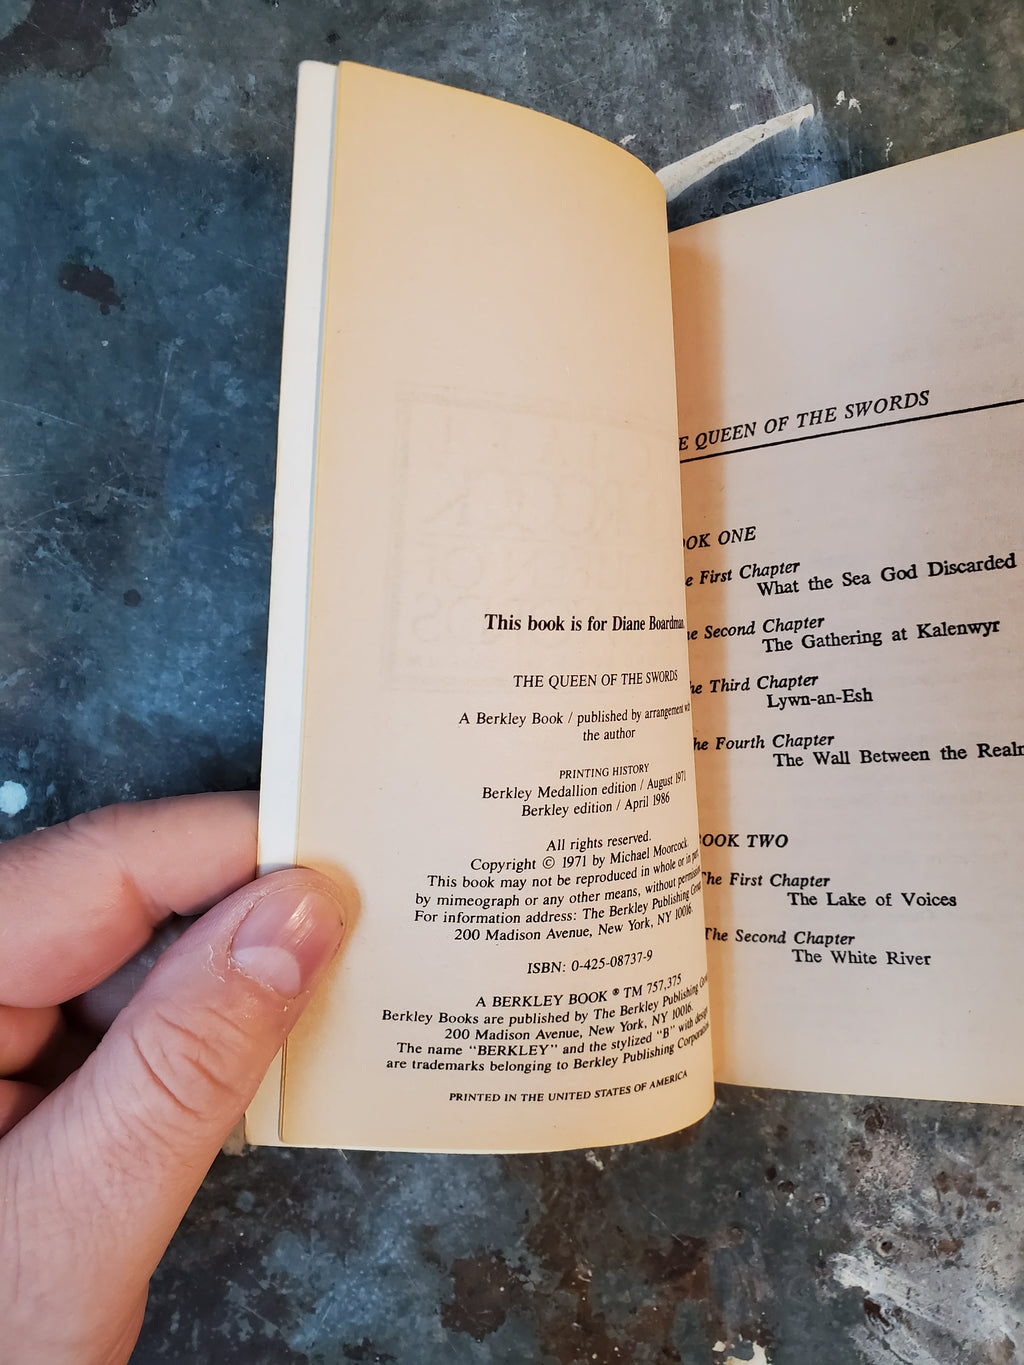 This book is for Diane Boardman.
THE QUEEN OF THE SWORDS
A Berkley Book / published by arrangement
the author
PRINTING HISTORY
Berkley Medallion edition / August 1971
Berkley edition / April 1986
All rights reserved.
Copyright © 1971 by Michael Moorcock.
This book may not be reproduced in whole or in
by mimeograph or any other means, without
For information address: The Berkley Publishing
200 Madison Avenue, New York, NY 10016.
ISBN: 0-425-08737-9
A BERKLEY BOOK ® TM 757,375
Berkley Books are published by The Berkley Publishing
200 Madison Avenue, New York, NY 10016.
The name "BERKLEY" and the stylized "B" with
are trademarks belonging to Berkley Publishing
PRINTED IN THE UNITED STATES OF AMERICA
QUEEN OF THE SWORDS
ONE
First Chapter
What the Sea God Discarded
Second Chapter
The Gathering at Kalenwyr
Third Chapter
Lywn-an-Esh
Fourth Chapter
The Wall Between the
BOOK TWO
The First Chapter
The Lake of Voices
The Second Chapter
The White River